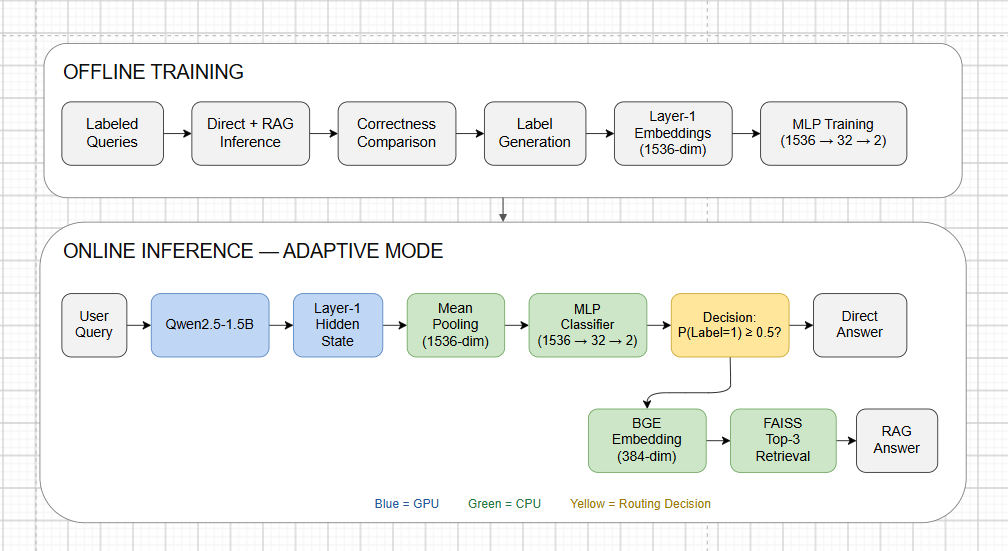 OFFLINE TRAINING
Labeled
Queries
Direct + RAG
Inference
Correctness
Comparison
Label
Generation
Layer-1
Embeddings
(1536-dim)
MLP Training
(1536 → 32 → 2)
ONLINE INFERENCE — ADAPTIVE MODE
User
Query
Qwen2.5-1.5B
Layer-1
Hidden
State
Mean
Pooling
(1536-dim)
MLP
Classifier
(1536 → 32 → 2)
Decision:
P(Label=1) ≥ 0.5?
Direct
Answer
BGE
Embedding
(384-dim)
FAISS
Top-3
Retrieval
RAG
Answer
Blue = GPU
Green = CPU
Yellow = Routing Decision